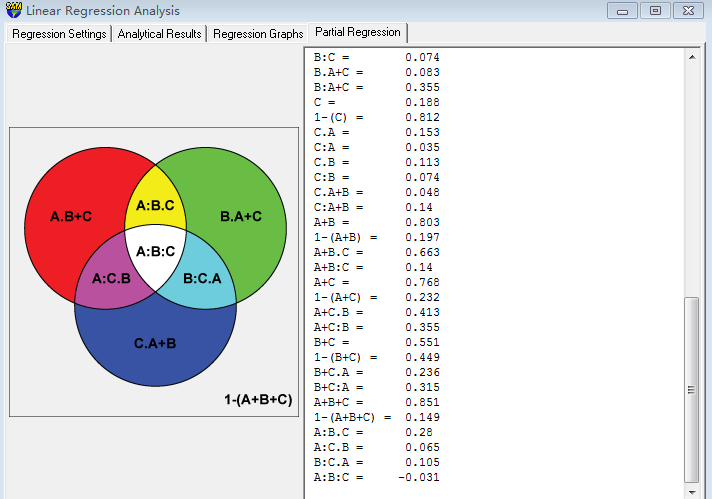 SAM
Linear Regression Analysis
Regression Settings
Analytical Results
Regression Graphs
Partial Regression
A.B+C
A:B.C
B.A+C
A:B:C
A:C.B
B:C.A
C.A+B
1-(A+B+C)
B:C = 0.074
B.A+C = 0.083
B:A+C = 0.355
C = 0.188
1-(C) = 0.812
C.A = 0.153
C:A = 0.035
C.B = 0.113
C:B = 0.074
C.A+B = 0.048
C:A+B = 0.14
A+B = 0.803
1-(A+B) = 0.197
A+B.C = 0.663
A+B:C = 0.14
A+C = 0.768
1-(A+C) = 0.232
A+C.B = 0.413
A+C:B = 0.355
B+C = 0.551
1-(B+C) = 0.449
B+C.A = 0.236
B+C:A = 0.315
A+B+C = 0.851
1-(A+B+C) = 0.149
A:B.C = 0.28
A:C.B = 0.065
B:C.A = 0.105
A:B:C = -0.031